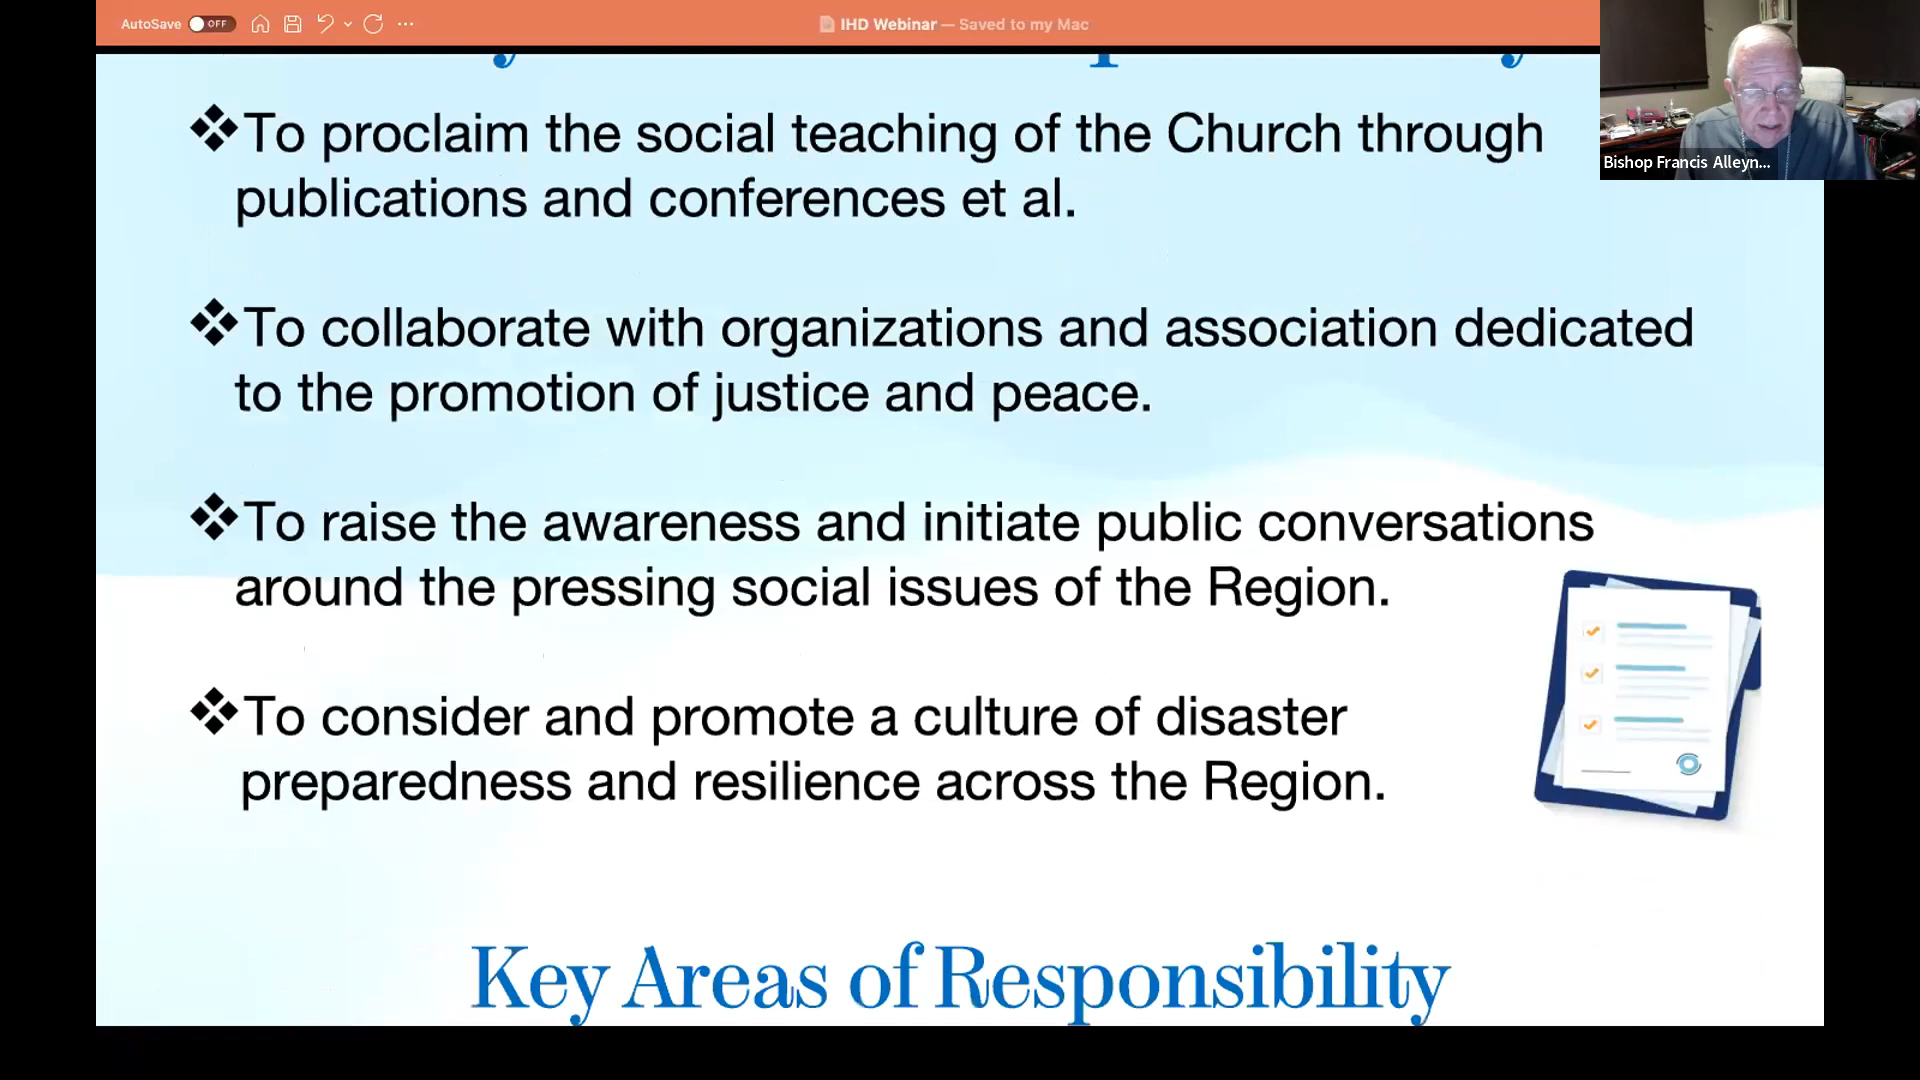 AutoSave OFF
IHD Webinar — Saved to my Mac
Bishop Francis Alleyn...
❖To proclaim the social teaching of the Church through
publications and conferences et al.
❖To collaborate with organizations and association dedicated
to the promotion of justice and peace.
❖To raise the awareness and initiate public conversations
around the pressing social issues of the Region.
❖To consider and promote a culture of disaster
preparedness and resilience across the Region.
Key Areas of Responsibility